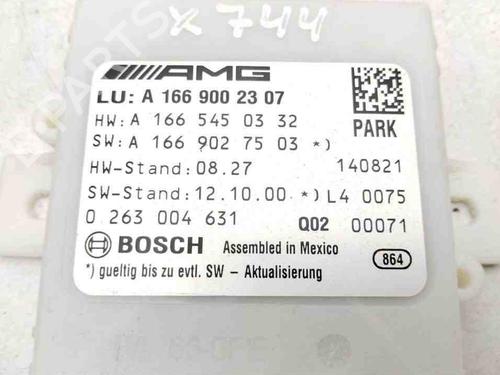 X744
AMG
LU: A 166 900 23 07
HW: A 166 545 03 32
PARK
SW: A 166 902 75 03 *)
HW-Stand: 08.27 140821
SW-Stand: 12.10.00 *) L4 0075
0 263 004 631 Q02 00071
BOSCH Assembled in Mexico
*) gueltig bis zu evtl. SW – Aktualisierung
864